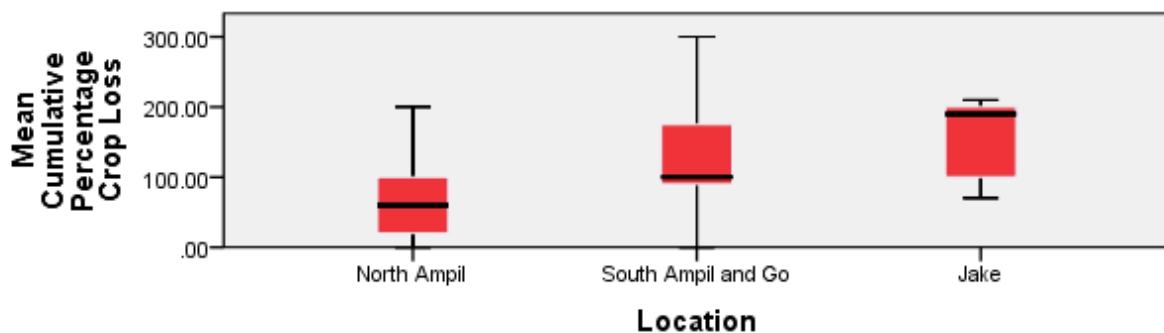 Mean
Cumulative
Percentage
Crop Loss
300.00
200.00
100.00
.00
North Ampil
South Ampil and Go
Jake
Location